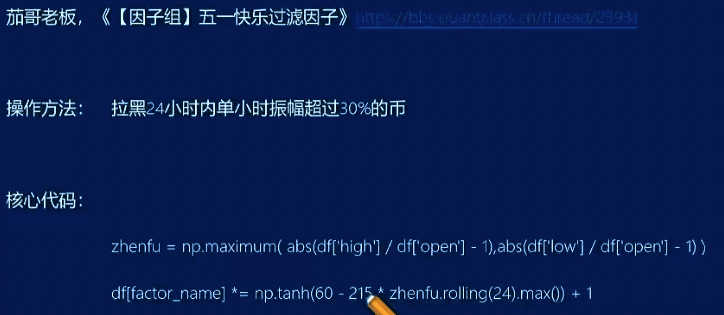 茄哥老板，《【因子组】五一快乐过滤因子》https://bbs.quantclass.cn/thread/23931
操作方法： 拉黑24小时内单小时振幅超过30%的币
核心代码：
zhenfu = np.maximum( abs(df['high'] / df['open'] - 1),abs(df['low'] / df['open'] - 1) )
df[factor_name] *= np.tanh(60 - 215 * zhenfu.rolling(24).max()) + 1